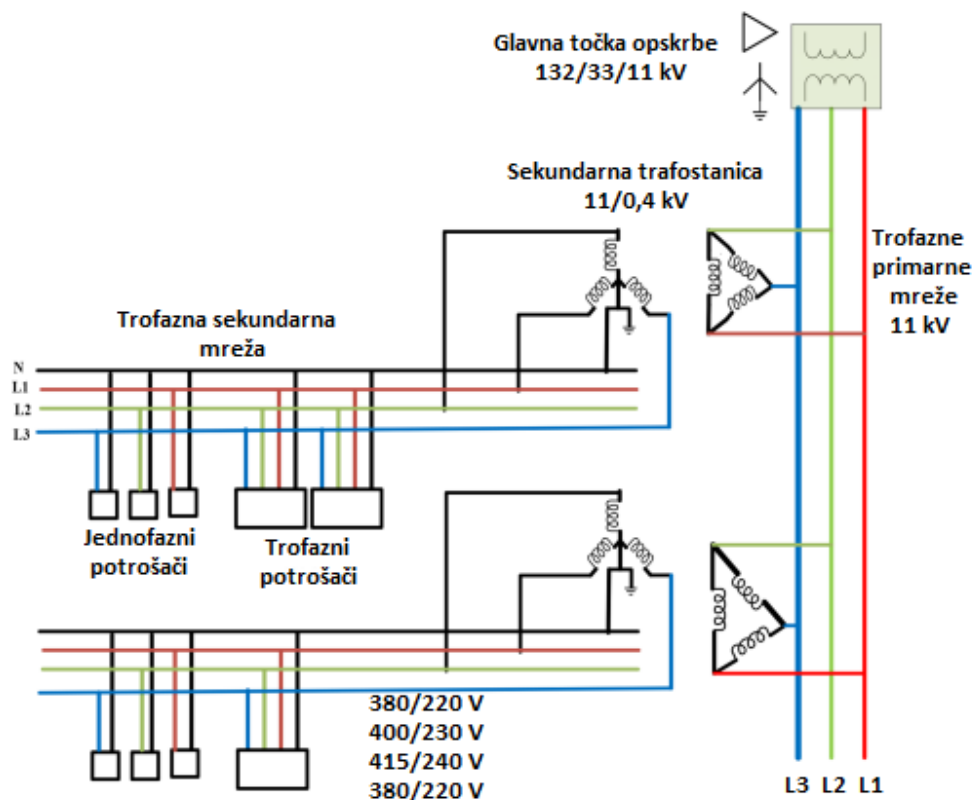 Glavna točka opskrbe
132/33/11 kV
Sekundarna trafostanica
11/0,4 kV
Trofazne
primarne
mreže
11 kV
Trofazna sekundarna
mreža
N
L1
L2
L3
Jednofazni
potrošači
Trofazni
potrošači
380/220 V
400/230 V
415/240 V
380/220 V
L3 L2 L1